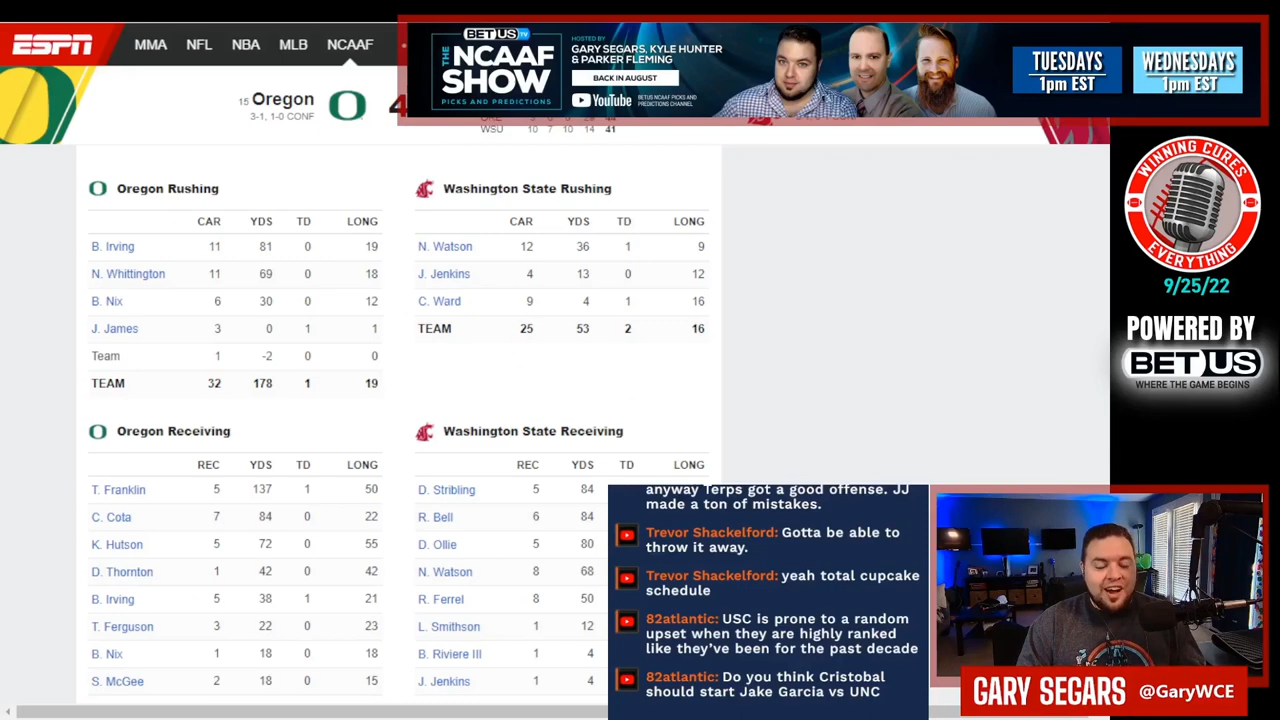 ESPN MMA NFL NBA MLB NCAAF
15 Oregon
3-1, 1-0 CONF
4
WSU 10 7 10 14 41
BETUS TV
THE NCAAF SHOW
PICKS AND PREDICTIONS
HOSTED BY
GARY SEGARS, KYLE HUNTER
& PARKER FLEMING
BACK IN AUGUST
YouTube BETUS NCAAF PICKS AND PREDICTIONS CHANNEL
TUESDAYS
1pm EST
WEDNESDAYS
1pm EST
WINNING CURES EVERYTHING
9/25/22
POWERED BY
BETUS
WHERE THE GAME BEGINS
Oregon Rushing
CAR YDS TD LONG
B. Irving 11 81 0 19
N. Whittington 11 69 0 18
B. Nix 6 30 0 12
J. James 3 0 1 1
Team 1 -2 0 0
TEAM 32 178 1 19
Washington State Rushing
CAR YDS TD LONG
N. Watson 12 36 1 9
J. Jenkins 4 13 0 12
C. Ward 9 4 1 16
TEAM 25 53 2 16
Oregon Receiving
REC YDS TD LONG
T. Franklin 5 137 1 50
C. Cota 7 84 0 22
K. Hutson 5 72 0 55
D. Thornton 1 42 0 42
B. Irving 5 38 1 21
T. Ferguson 3 22 0 23
B. Nix 1 18 0 18
S. McGee 2 18 0 15
Washington State Receiving
REC YDS TD LONG
D. Stribling 5 84
R. Bell 6 84
D. Ollie 5 80
N. Watson 8 68
R. Ferrel 8 50
L. Smithson 1 12
B. Riviere III 1 4
J. Jenkins 1 4
anyway Terps got a good offense. JJ
made a ton of mistakes.
Trevor Shackelford: Gotta be able to
throw it away.
Trevor Shackelford: yeah total cupcake
schedule
82atlantic: USC is prone to a random
upset when they are highly ranked
like they've been for the past decade
82atlantic: Do you think Cristobal
should start Jake Garcia vs UNC
GARY SEGARS @GaryWCE